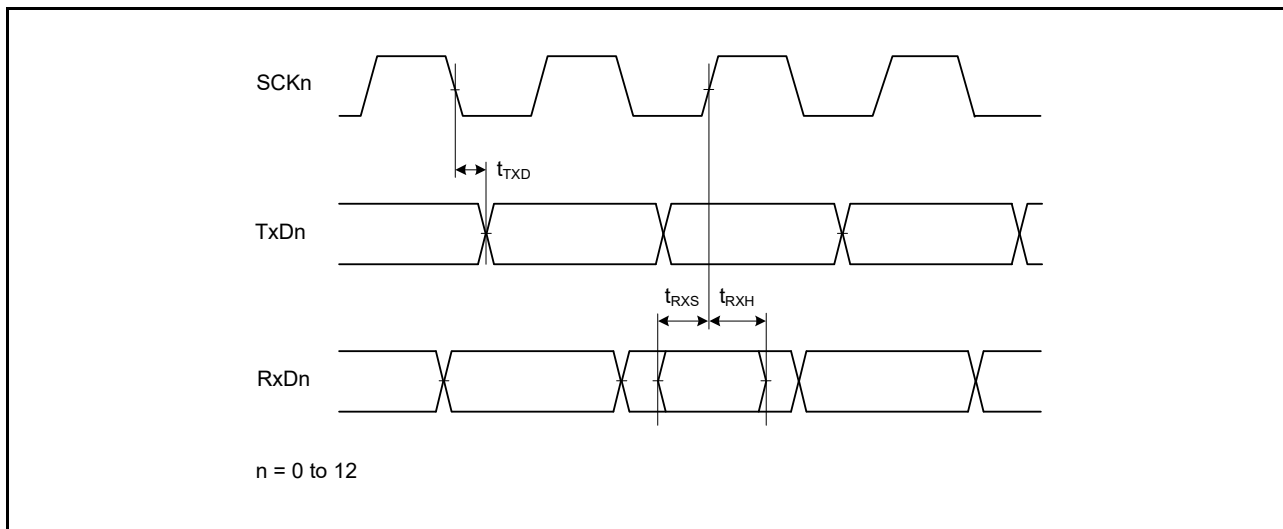 SCKn
tTXD
TxDn
tRXS tRXH
RxDn
n = 0 to 12